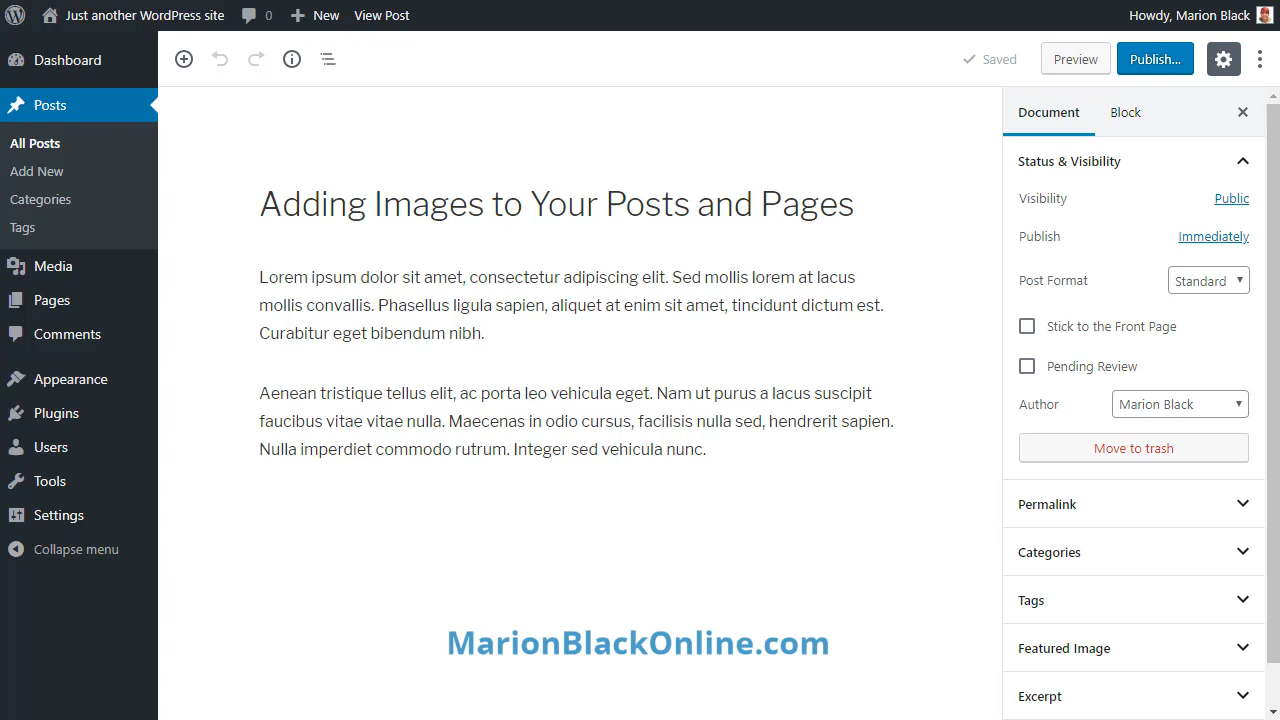 Just another WordPress site 0 New View Post Howdy, Marion Black
Dashboard
Posts
All Posts
Add New
Categories
Tags
Media
Pages
Comments
Appearance
Plugins
Users
Tools
Settings
Collapse menu
Saved Preview Publish...
Adding Images to Your Posts and Pages
Lorem ipsum dolor sit amet, consectetur adipiscing elit. Sed mollis lorem at lacus
mollis convallis. Phasellus ligula sapien, aliquet at enim sit amet, tincidunt dictum est.
Curabitur eget bibendum nibh.
Aenean tristique tellus elit, ac porta leo vehicula eget. Nam ut purus a lacus suscipit
faucibus vitae vitae nulla. Maecenas in odio cursus, facilisis nulla sed, hendrerit sapien.
Nulla imperdiet commodo rutrum. Integer sed vehicula nunc.
MarionBlackOnline.com
Document Block
Status & Visibility
Visibility Public
Publish Immediately
Post Format Standard
Stick to the Front Page
Pending Review
Author Marion Black
Move to trash
Permalink
Categories
Tags
Featured Image
Excerpt